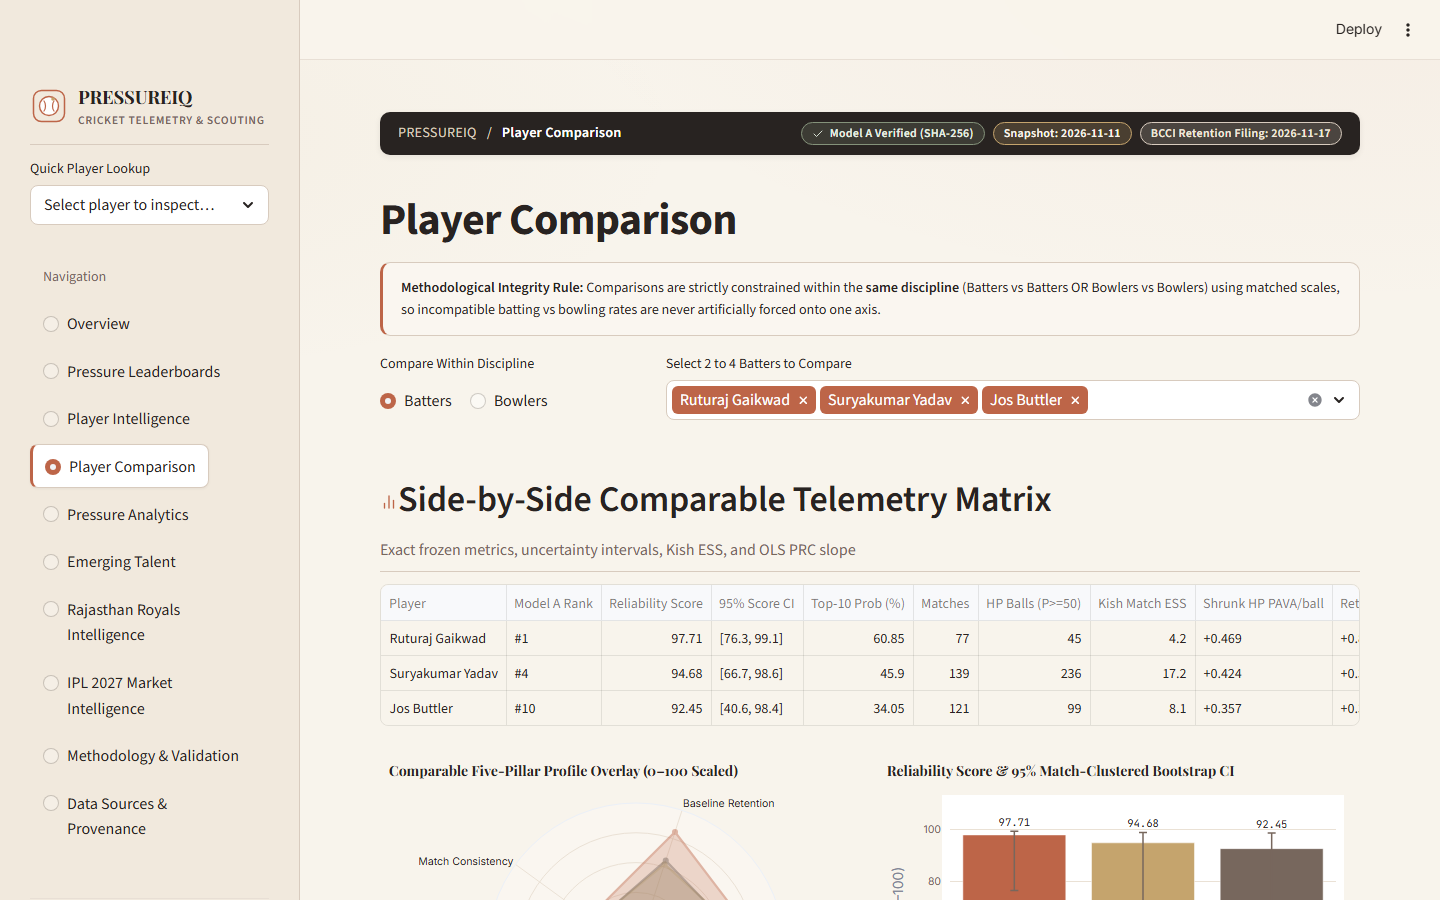 Deploy
PRESSUREIQ
CRICKET TELEMETRY & SCOUTING
Quick Player Lookup
Select player to inspect...
Navigation
Overview
Pressure Leaderboards
Player Intelligence
Player Comparison
Pressure Analytics
Emerging Talent
Rajasthan Royals
Intelligence
IPL 2027 Market
Intelligence
Methodology & Validation
Data Sources &
Provenance
PRESSUREIQ / Player Comparison
Model A Verified (SHA-256)
Snapshot: 2026-11-11
BCCI Retention Filing: 2026-11-17
Player Comparison
Methodological Integrity Rule: Comparisons are strictly constrained within the same discipline (Batters vs Batters OR Bowlers vs Bowlers) using matched scales,
so incompatible batting vs bowling rates are never artificially forced onto one axis.
Compare Within Discipline
Batters Bowlers
Select 2 to 4 Batters to Compare
Ruturaj Gaikwad × Suryakumar Yadav × Jos Buttler ×
Side-by-Side Comparable Telemetry Matrix
Exact frozen metrics, uncertainty intervals, Kish ESS, and OLS PRC slope
Player Model A Rank Reliability Score 95% Score CI Top-10 Prob (%) Matches HP Balls (P>=50) Kish Match ESS Shrunk HP PAVA/ball Ret
Ruturaj Gaikwad #1 97.71 [76.3, 99.1] 60.85 77 45 4.2 +0.469 +0.
Suryakumar Yadav #4 94.68 [66.7, 98.6] 45.9 139 236 17.2 +0.424 +0.
Jos Buttler #10 92.45 [40.6, 98.4] 34.05 121 99 8.1 +0.357 +0.
Comparable Five-Pillar Profile Overlay (0–100 Scaled)
Baseline Retention
Match Consistency
Reliability Score & 95% Match-Clustered Bootstrap CI
97.71 94.68 92.45
100
80
–100)